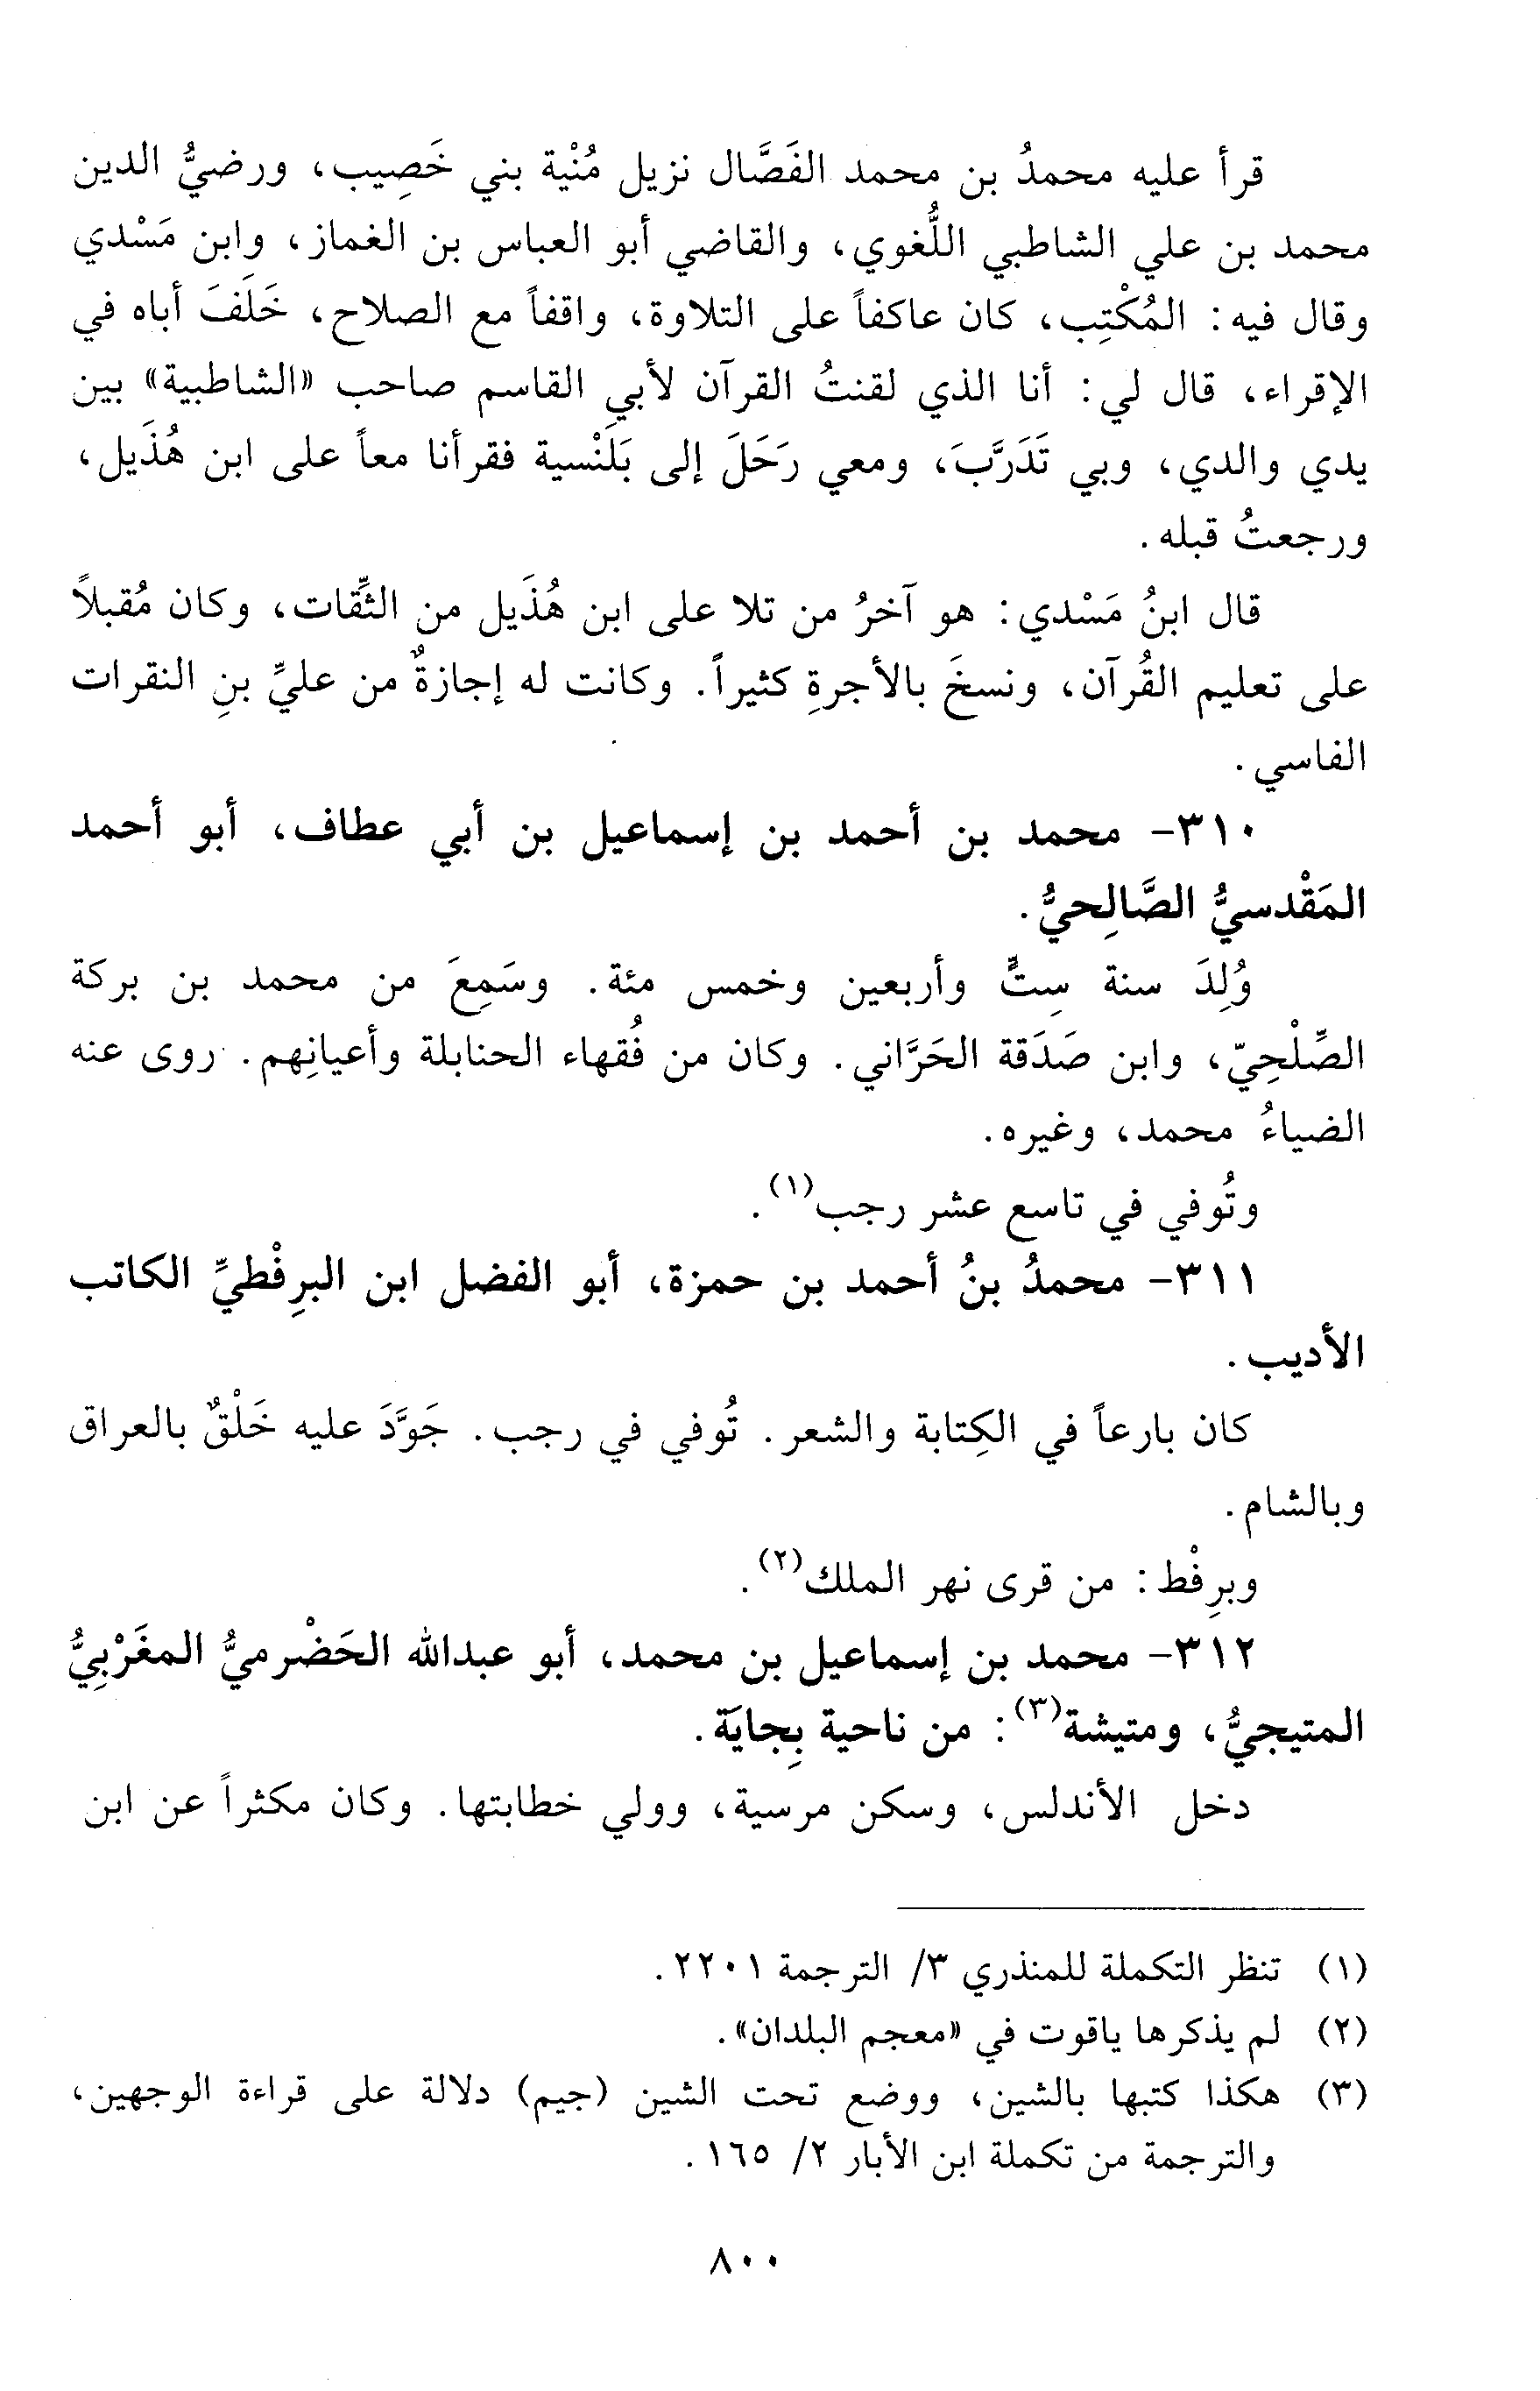 قرأ عليه محمدُ بن محمد الفَصَّال نزيل مُنْية بني خَصِيب، ورضيُّ الدين
محمد بن علي الشاطبي اللُّغوي، والقاضي أبو العباس بن الغماز، وابن مَسْدي
وقال فيه: المُكْتِب، كان عاكفاً على التلاوة، واقفاً مع الصلاح، خَلَفَ أباه في
الإقراء، قال لي: أنا الذي لقنتُ القرآن لأبي القاسم صاحب «الشاطبية» بين
يدي والدي، وبي تَدَرَّبَ، ومعي رَحَلَ إلى بَلَنْسية فقرأنا معاً على ابن هُذَيل،
ورجعتُ قبله.
قال ابنُ مَسْدي: هو آخرُ من تلا على ابن هُذَيل من الثِّقات، وكان مُقبلاً
على تعليم القُرآن، ونسخَ بالأجرةِ كثيراً. وكانت له إجازةٌ من عليِّ بنِ النقرات
الفاسي.
٣١٠- محمد بن أحمد بن إسماعيل بن أبي عطاف، أبو أحمد
المَقْدسيُّ الصَّالِحيُّ.
وُلِدَ سنة سِتٍّ وأربعين وخمس مئة. وسَمِعَ من محمد بن بركة
الصِّلْحِيّ، وابن صَدَقة الحَرَّاني. وكان من فُقهاء الحنابلة وأعيانِهم. روى عنه
الضياءُ محمد، وغيره.
وتُوفي في تاسع عشر رجب(١).
٣١١- محمدُ بنُ أحمد بن حمزة، أبو الفضل ابن البرِفْطيِّ الكاتب
الأديب.
كان بارعاً في الكِتابة والشعر. تُوفي في رجب. جَوَّدَ عليه خَلْقٌ بالعراق
وبالشام.
وبرِفْط: من قرى نهر الملك(٢).
٣١٢- محمد بن إسماعيل بن محمد، أبو عبدالله الحَضْرميُّ المغَرْبِيُّ
المتيجيُّ، ومتيشة(٣): من ناحية بِجايَة.
دخل الأندلس، وسكن مرسية، وولي خطابتها. وكان مكثراً عن ابن
(١) تنظر التكملة للمنذري ٣/ الترجمة ٢٢٠١.
(٢) لم يذكرها ياقوت في «معجم البلدان».
(٣) هكذا كتبها بالشين، ووضع تحت الشين (جيم) دلالة على قراءة الوجهين،
والترجمة من تكملة ابن الأبار ٢/ ١٦٥.
٨٠٠